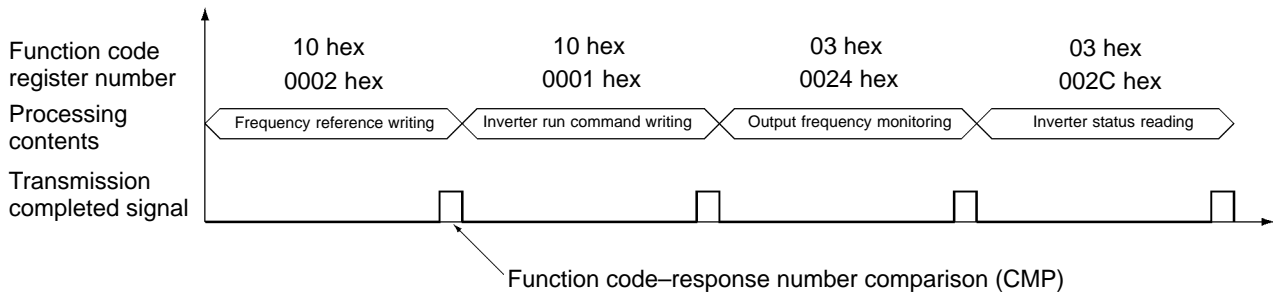 Function code
register number
10 hex
0002 hex
10 hex
0001 hex
03 hex
0024 hex
03 hex
002C hex
Processing
contents
Frequency reference writing
Inverter run command writing
Output frequency monitoring
Inverter status reading
Transmission
completed signal
Function code–response number comparison (CMP)